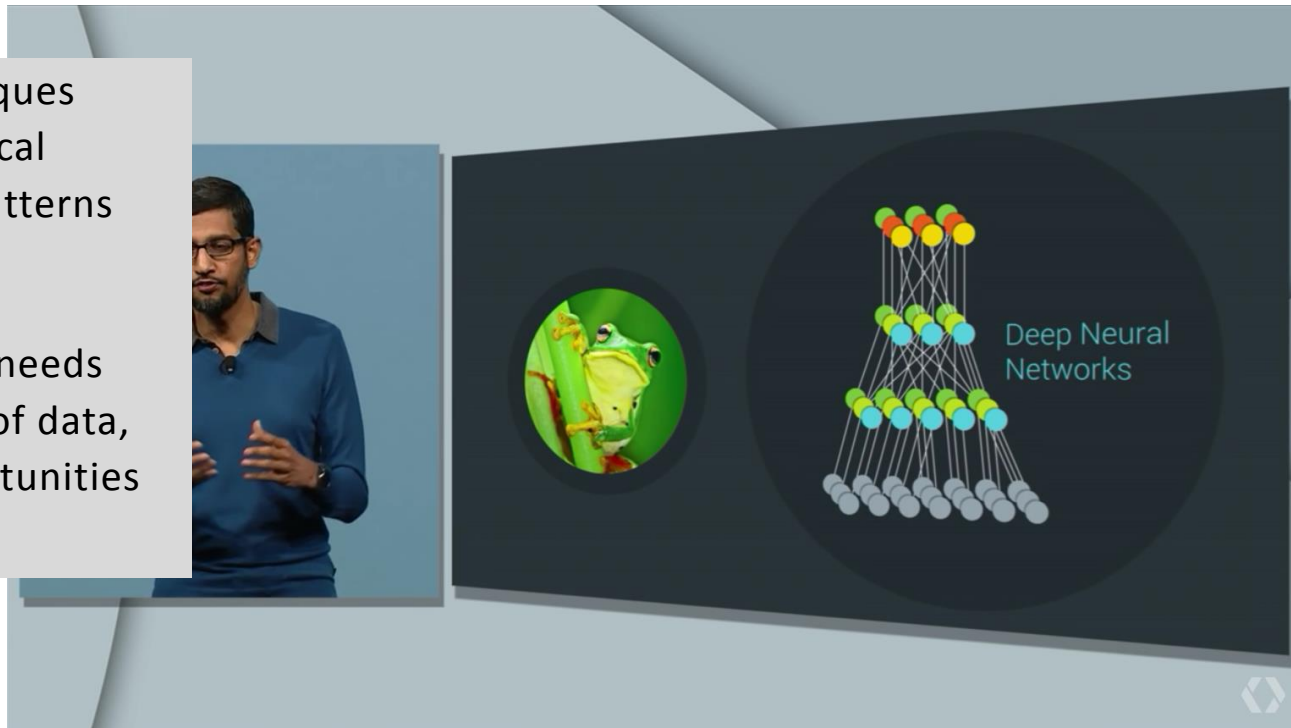 ques
cal
tterns
needs
of data,
tunities
Deep Neural
Networks